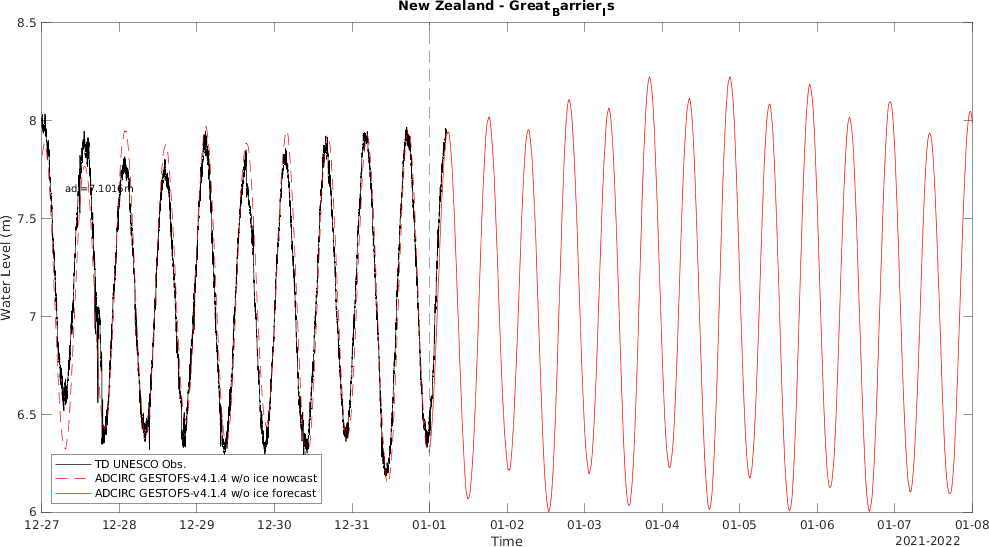 New Zealand - GreatBarrierIs
8.5
8
7.5
7
6.5
6
Water Level (m)
adj=7.1016m
TD UNESCO Obs.
ADCIRC GESTOFS-v4.1.4 w/o ice nowcast
ADCIRC GESTOFS-v4.1.4 w/o ice forecast
12-27 12-28 12-29 12-30 12-31 01-01 01-02 01-03 01-04 01-05 01-06 01-07 01-08
Time
2021-2022